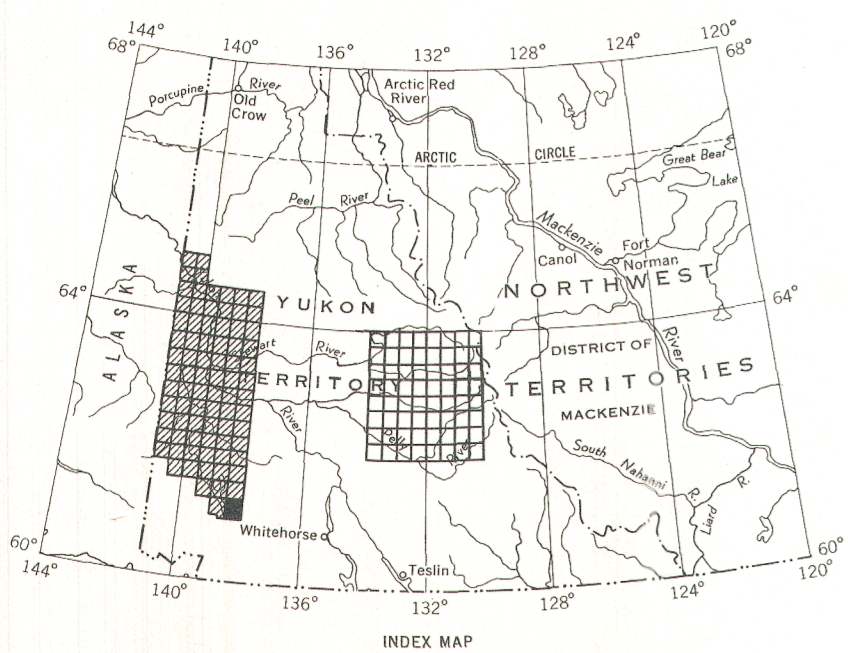 144°
140°
136°
132°
128°
124°
120°
68°
68°
Porcupine River
Old
Crow
Arctic Red
River
ARCTIC CIRCLE
Great Bear
Lake
Peel River
Mackenzie
Canol
Fort
Norman
64°
64°
ALASKA
YUKON
NORTHWEST
River
River
DISTRICT OF
TERRITORY
TERRITORIES
MACKENZIE
River
River
South Nahanni R.
Liard R.
Whitehorse
Teslin
60°
60°
144°
140°
136°
132°
128°
124°
120°
INDEX MAP